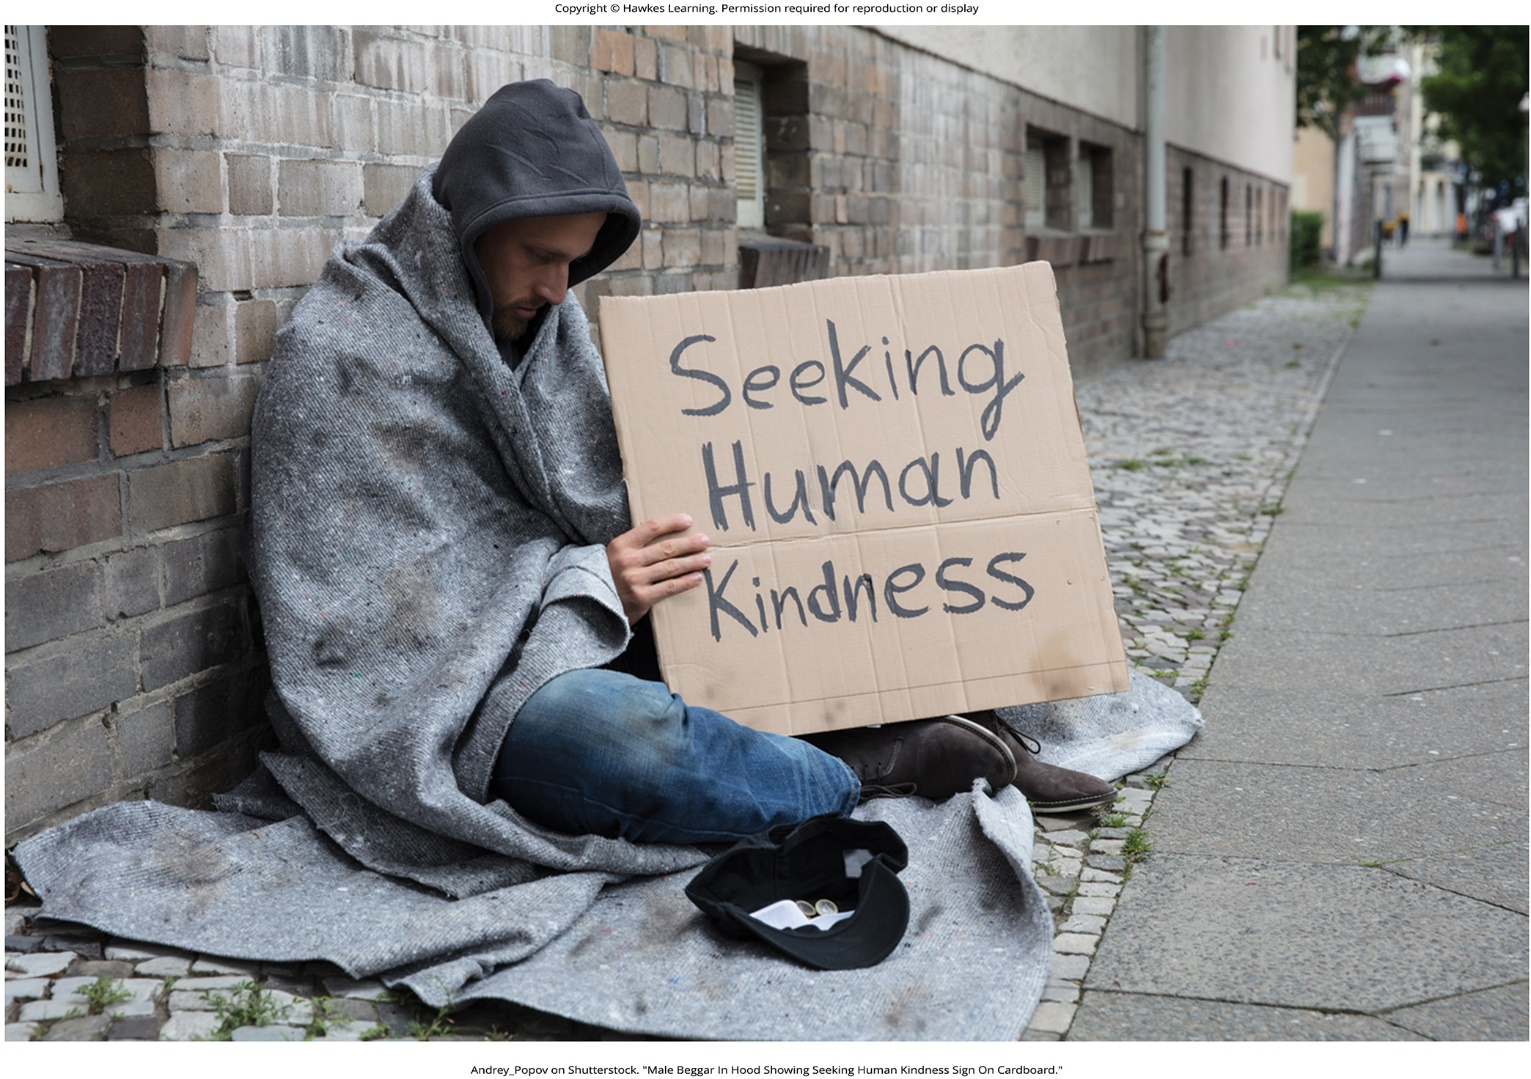 Copyright © Hawkes Learning. Permission required for reproduction or display
Seeking
Human
Kindness
Andrey_Popov on Shutterstock. "Male Beggar In Hood Showing Seeking Human Kindness Sign On Cardboard."